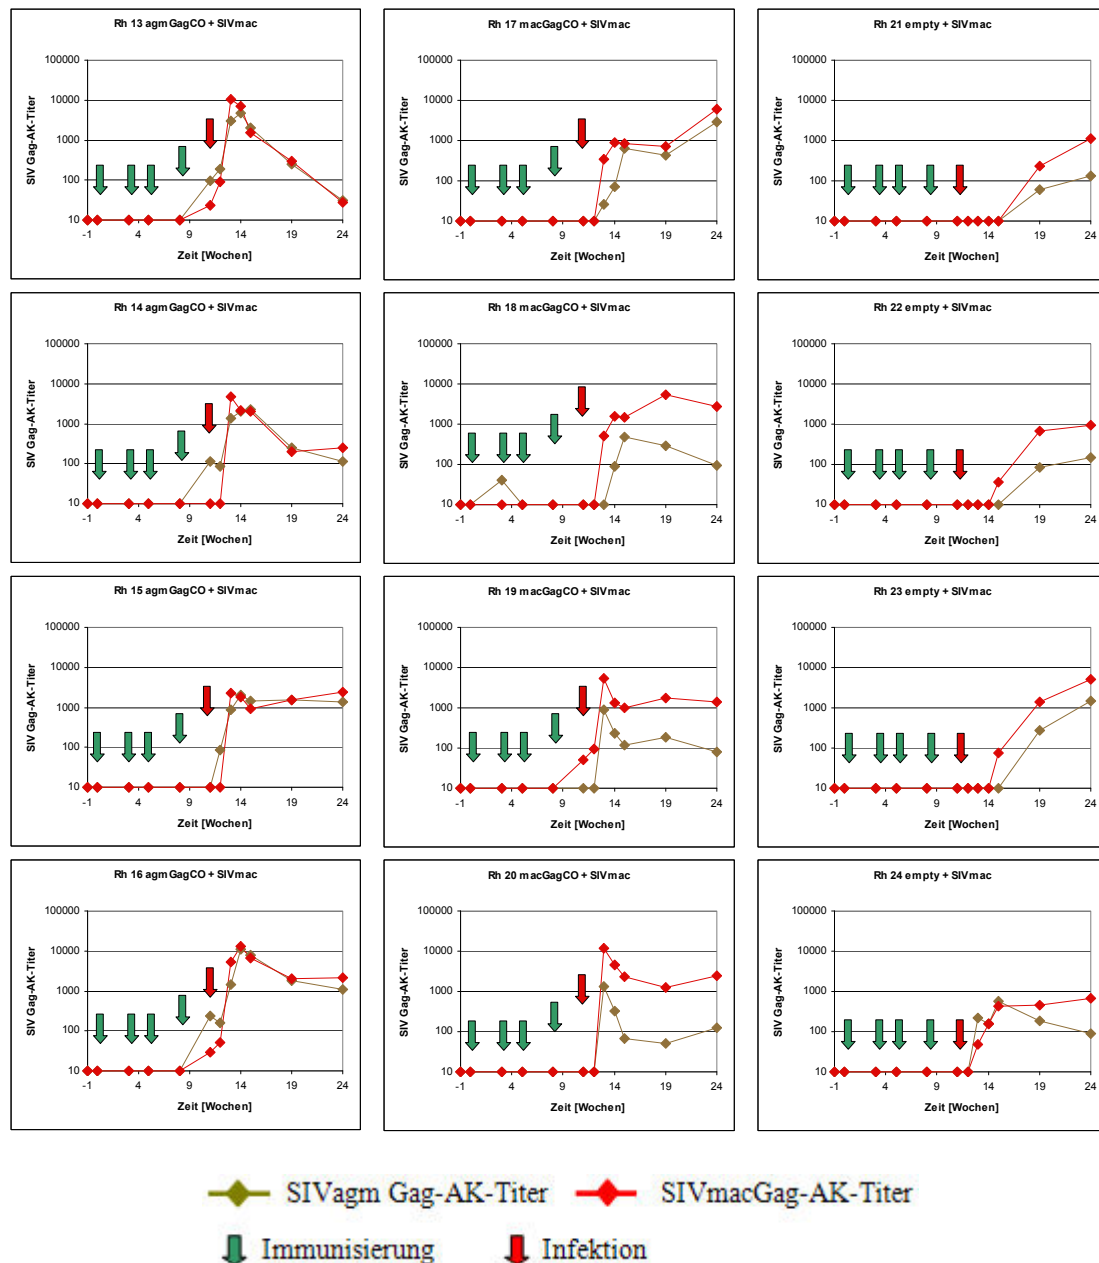 Rh 13 agmGagCO + SIVmac
SIV Gag-AK-Titer
100000
10000
1000
100
10
-1 4 9 14 19 24
Zeit [Wochen]
Rh 17 macGagCO + SIVmac
SIV Gag-AK-Titer
100000
10000
1000
100
10
-1 4 9 14 19 24
Zeit [Wochen]
Rh 21 empty + SIVmac
SIV Gag-AK-Titer
100000
10000
1000
100
10
-1 4 9 14 19 24
Zeit [Wochen]
Rh 14 agmGagCO + SIVmac
SIV Gag-AK-Titer
100000
10000
1000
100
10
-1 4 9 14 19 24
Zeit [Wochen]
Rh 18 macGagCO + SIVmac
SIV Gag-AK-Titer
100000
10000
1000
100
10
-1 4 9 14 19 24
Zeit [Wochen]
Rh 22 empty + SIVmac
SIV Gag-AK-Titer
100000
10000
1000
100
10
-1 4 9 14 19 24
Zeit [Wochen]
Rh 15 agmGagCO + SIVmac
SIV Gag-AK-Titer
100000
10000
1000
100
10
-1 4 9 14 19 24
Zeit [Wochen]
Rh 19 macGagCO + SIVmac
SIV Gag-AK-Titer
100000
10000
1000
100
10
-1 4 9 14 19 24
Zeit [Wochen]
Rh 23 empty + SIVmac
SIV Gag-AK-Titer
100000
10000
1000
100
10
-1 4 9 14 19 24
Zeit [Wochen]
Rh 16 agmGagCO + SIVmac
SIV Gag-AK-Titer
100000
10000
1000
100
10
-1 4 9 14 19 24
Zeit [Wochen]
Rh 20 macGagCO + SIVmac
SIV Gag-AK-Titer
100000
10000
1000
100
10
-1 4 9 14 19 24
Zeit [Wochen]
Rh 24 empty + SIVmac
SIV Gag-AK-Titer
100000
10000
1000
100
10
-1 4 9 14 19 24
Zeit [Wochen]
SIVagm Gag-AK-Titer SIVmacGag-AK-Titer
Immunisierung Infektion